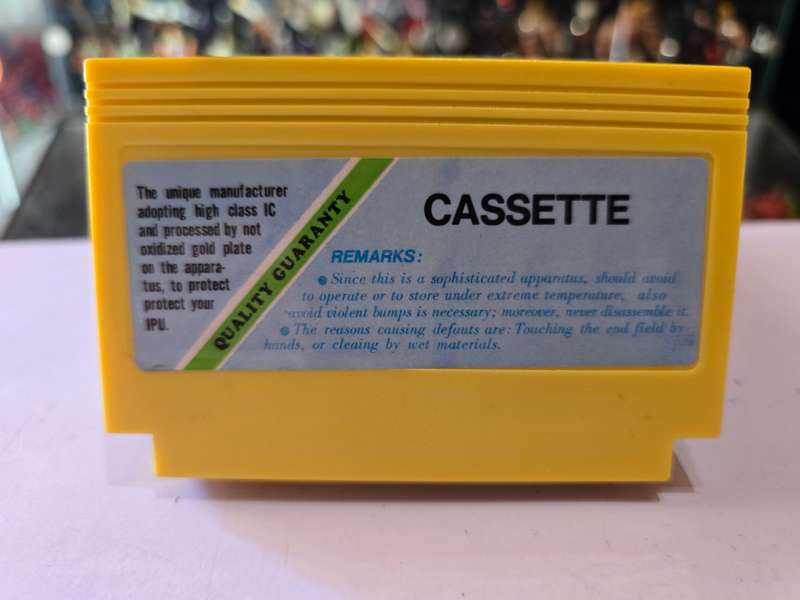 The unique manufacturer
adopting high class IC
and processed by not
oxidized gold plate
on the appara-
tus, to protect
protect your
IPU.
QUALITY GUARANTY
CASSETTE
REMARKS:
● Since this is a sophisticated apparatus, should avoid
to operate or to store under extreme temperature, also
avoid violent bumps is necessary; moreover, never disassemble it.
● The reasons causing defauts are: Touching the end field by
hands, or cleaing by wet materials.